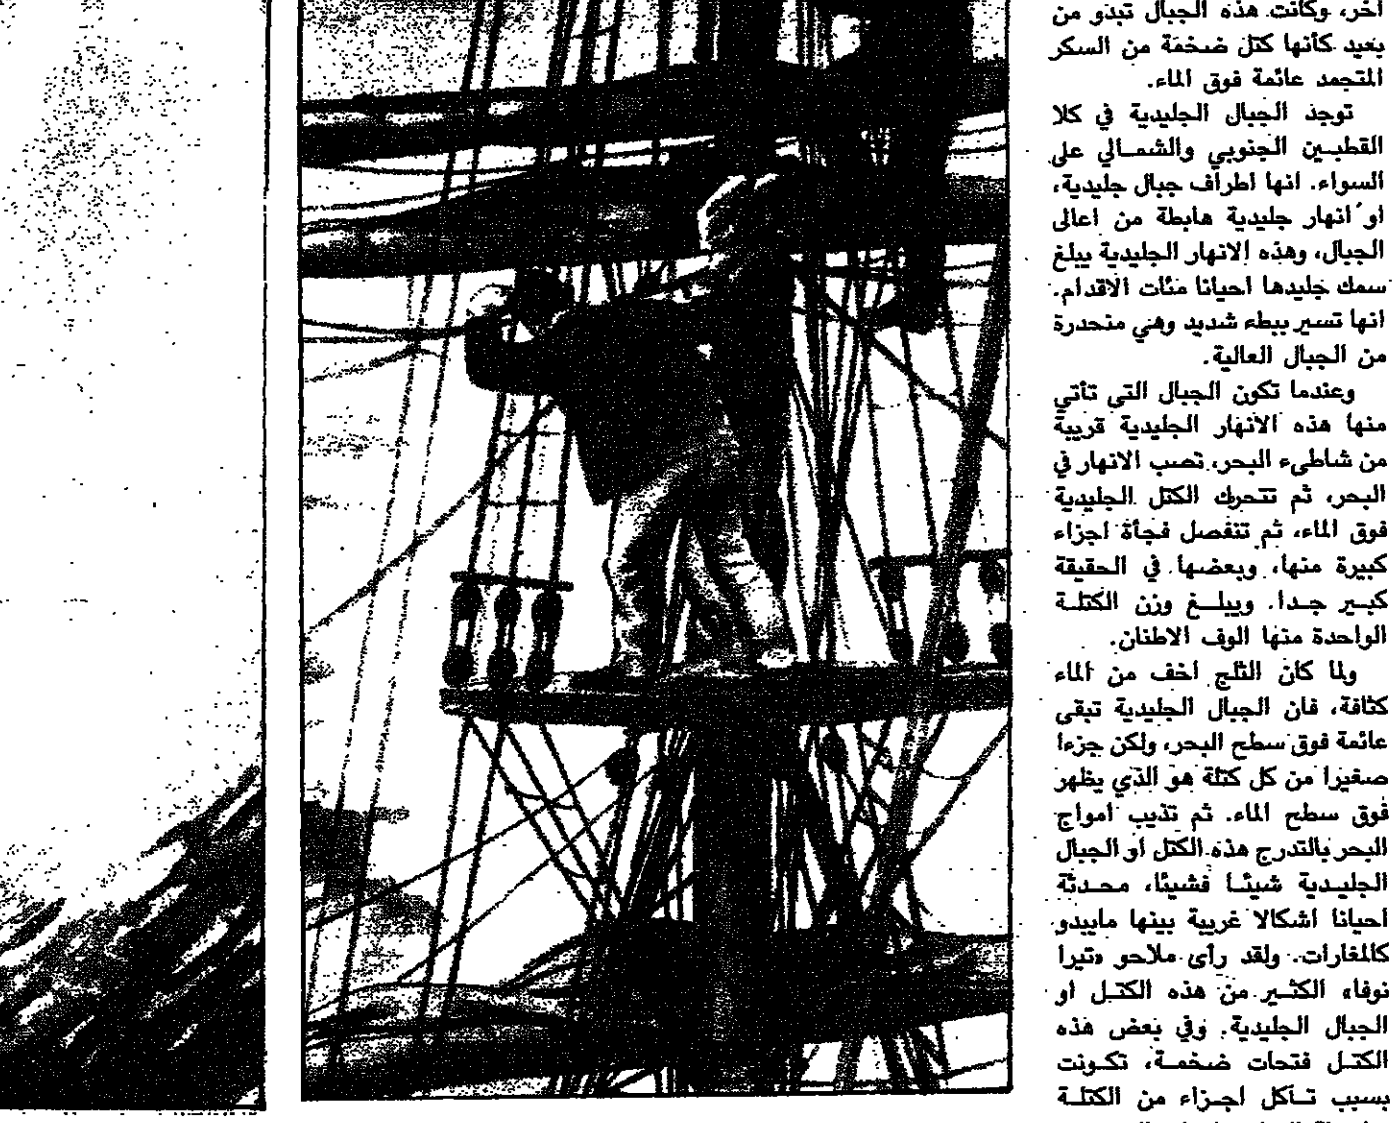 آخر، وكانت هذه الجبال تبدو من
بعيد كأنها كتل ضخمة من السكر
المتجمد عائمة فوق الماء.
توجد الجبال الجليدية في كلا
القطبين الجنوبي والشمالي على
السواء. انها اطراف جبال جليدية،
او انهار جليدية هابطة من اعالى
الجبال، وهذه الانهار الجليدية يبلغ
سمك جليدها احيانا مئات الاقدام.
انها تسير ببطء شديد وهي منحدرة
من الجبال العالية.
وعندما تكون الجبال التى تأتي
منها هذه الانهار الجليدية قريبة
من شاطىء البحر، تصب الانهار في
البحر، ثم تتحرك الكتل الجليدية
فوق الماء، ثم تنفصل فجأة اجزاء
كبيرة منها، وبعضها في الحقيقة
كبير جدا. ويبلغ وزن الكتلة
الواحدة منها الوف الاطنان.
ولما كان الثلج اخف من الماء
كثافة، فان الجبال الجليدية تبقى
عائمة فوق سطح البحر، ولكن جزءا
صغيرا من كل كتلة هو الذي يظهر
فوق سطح الماء. ثم تذيب امواج
البحر بالتدرج هذه الكتل او الجبال
الجليدية شيئا فشيئا، محدثة
احيانا اشكالا غريبة بينها مايبدو
كالمغارات. ولقد رأى ملاحو «تيرا
نوفا» الكثير من هذه الكتل او
الجبال الجليدية. وفي بعض هذه
الكتل فتحات ضخمة، تكونت
بسبب تآكل اجزاء من الكتلة